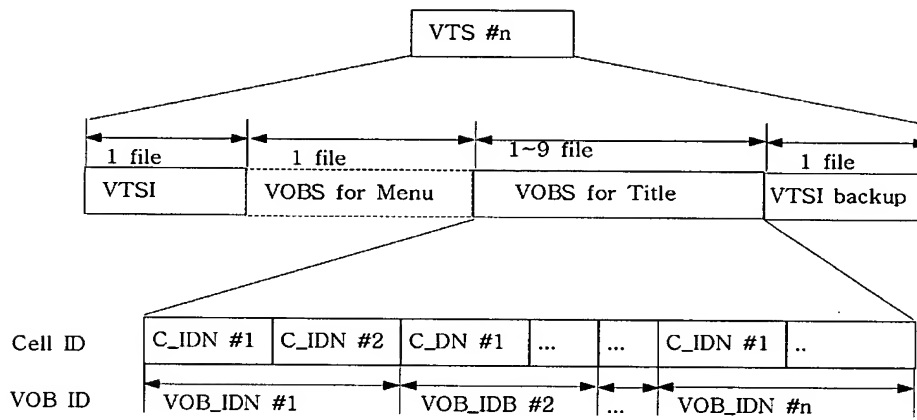 VTS #n
1 file 1 file 1~9 file 1 file
VTSI VOBS for Menu VOBS for Title VTSI backup
Cell ID C_IDN #1 C_IDN #2 C_DN #1 ... ... C_IDN #1 ..
VOB ID VOB_IDN #1 VOB_IDB #2 ... VOB_IDN #n